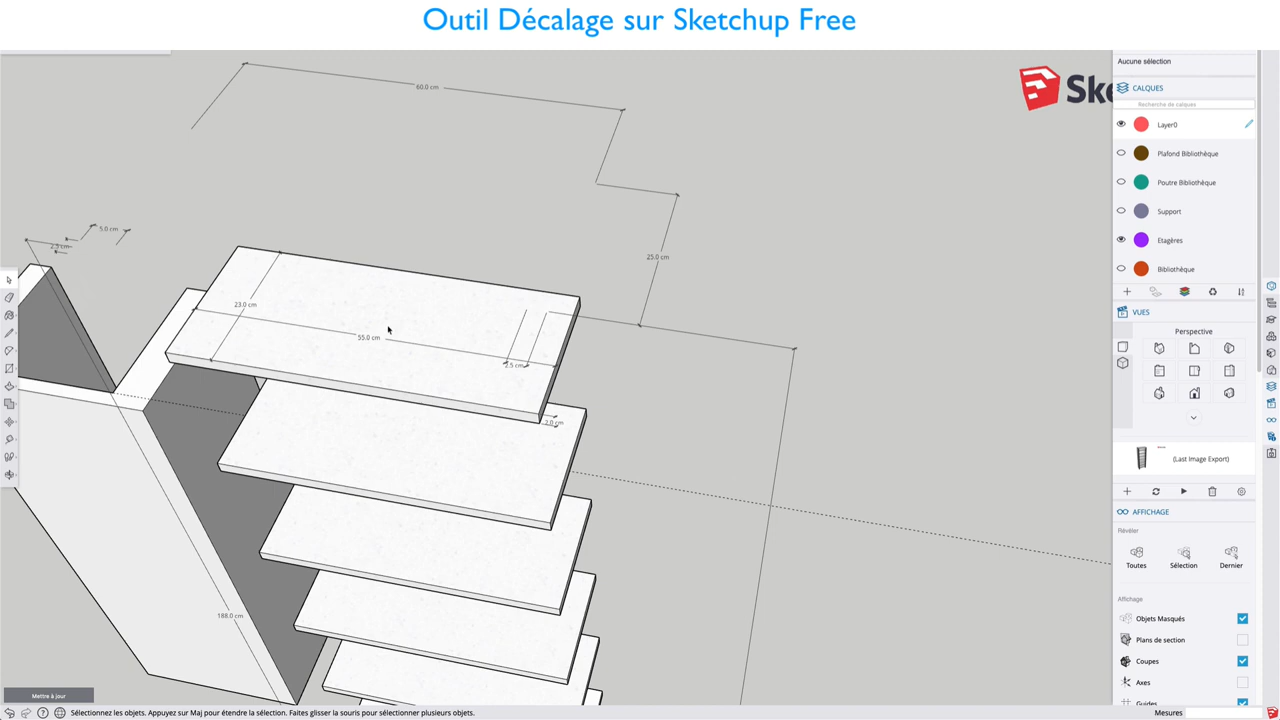 Outil Décalage sur Sketchup Free
Aucune sélection
CALQUES
Recherche de calques
Layer0
Plafond Bibliothèque
Poutre Bibliothèque
Support
Etagères
Bibliothèque
VUES
Perspective
(Last Image Export)
AFFICHAGE
Révéler
Toutes
Sélection
Dernier
Affichage
Objets Masqués
Plans de section
Coupes
Axes
Guides
Mesures
Ske
60.0 cm
5.0 cm
2.5 cm
25.0 cm
23.0 cm
55.0 cm
2.5 cm
2.0 cm
188.0 cm
Mettre à jour
Sélectionnez les objets. Appuyez sur Maj pour étendre la sélection. Faites glisser la souris pour sélectionner plusieurs objets.